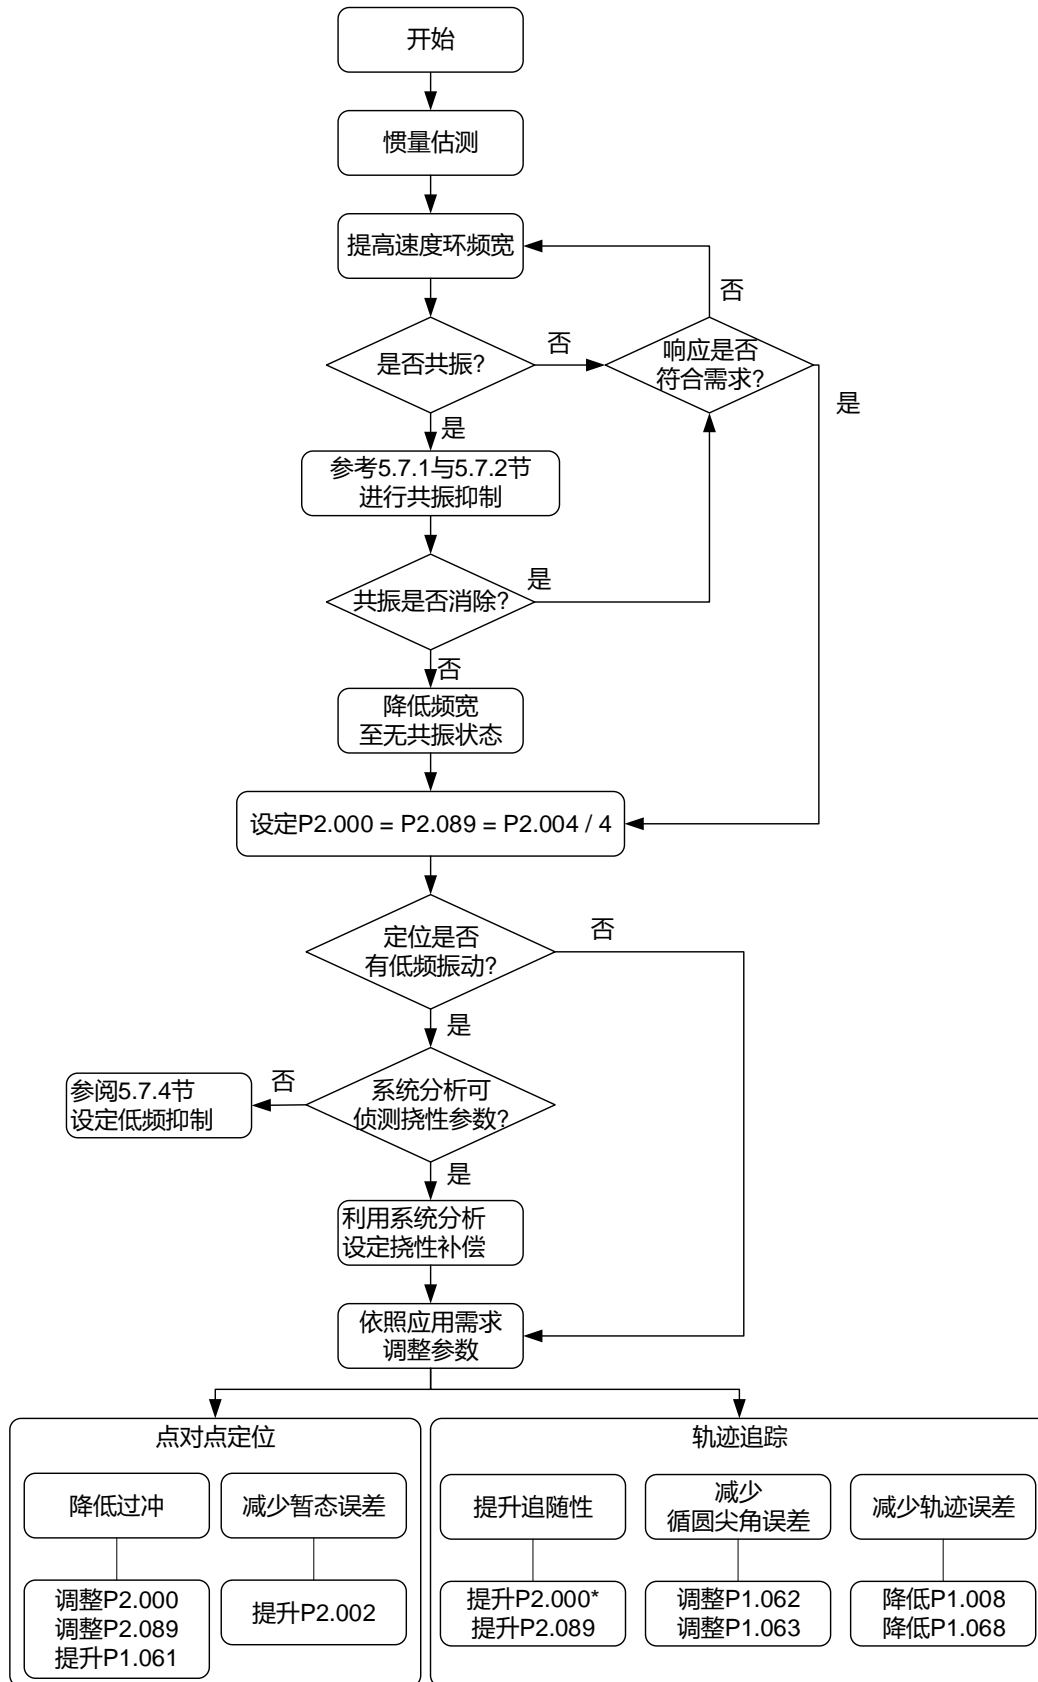 开始
惯量估测
提高速度环频宽
否
是否共振?
否
响应是否
符合需求?
是
是
参考5.7.1与5.7.2节
进行共振抑制
共振是否消除?
是
否
降低频宽
至无共振状态
设定P2.000 = P2.089 = P2.004 / 4
定位是否
有低频振动?
否
是
系统分析可
侦测挠性参数?
否
参阅5.7.4节
设定低频抑制
是
利用系统分析
设定挠性补偿
依照应用需求
调整参数
点对点定位
降低过冲
减少暂态误差
调整P2.000
调整P2.089
提升P1.061
提升P2.002
轨迹追踪
提升追随性
减少
循圆尖角误差
减少轨迹误差
提升P2.000*
提升P2.089
调整P1.062
调整P1.063
降低P1.008
降低P1.068